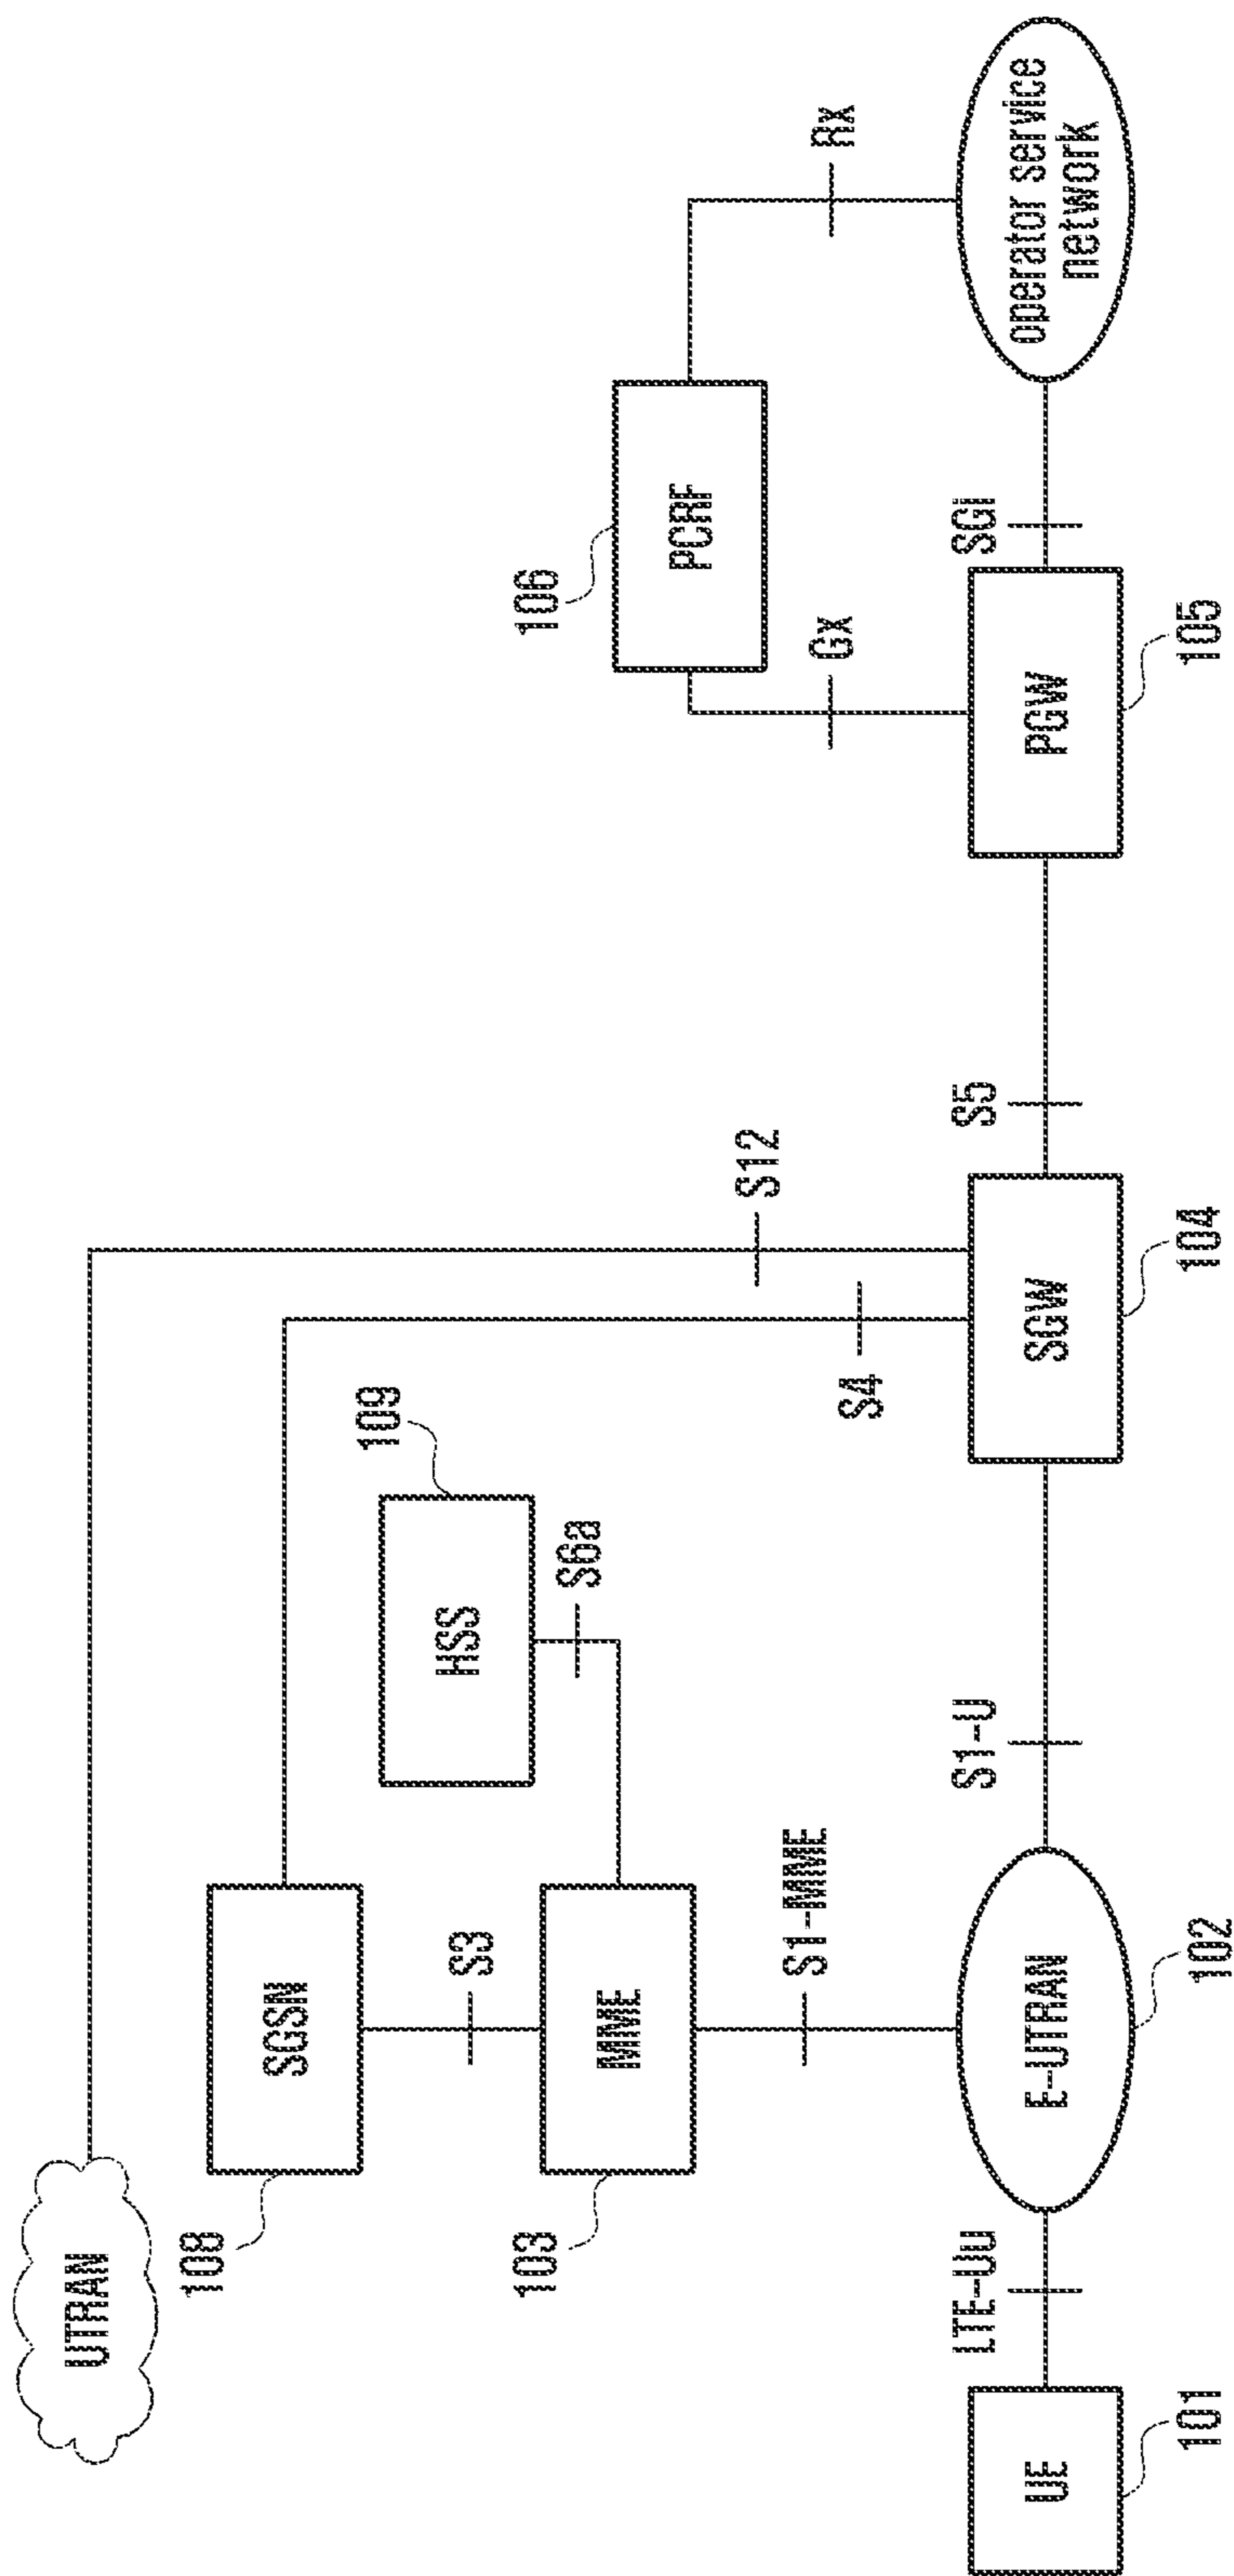 UTRAN
108
SGSN
S3
103
MME
109
HSS
S6a
S12
S4
S1-MME
106
PCRF
Gx
Rx
UE
101
LTE-Uu
E-UTRAN
102
S1-U
SGW
104
S5
PGW
105
SGi
operator service
network